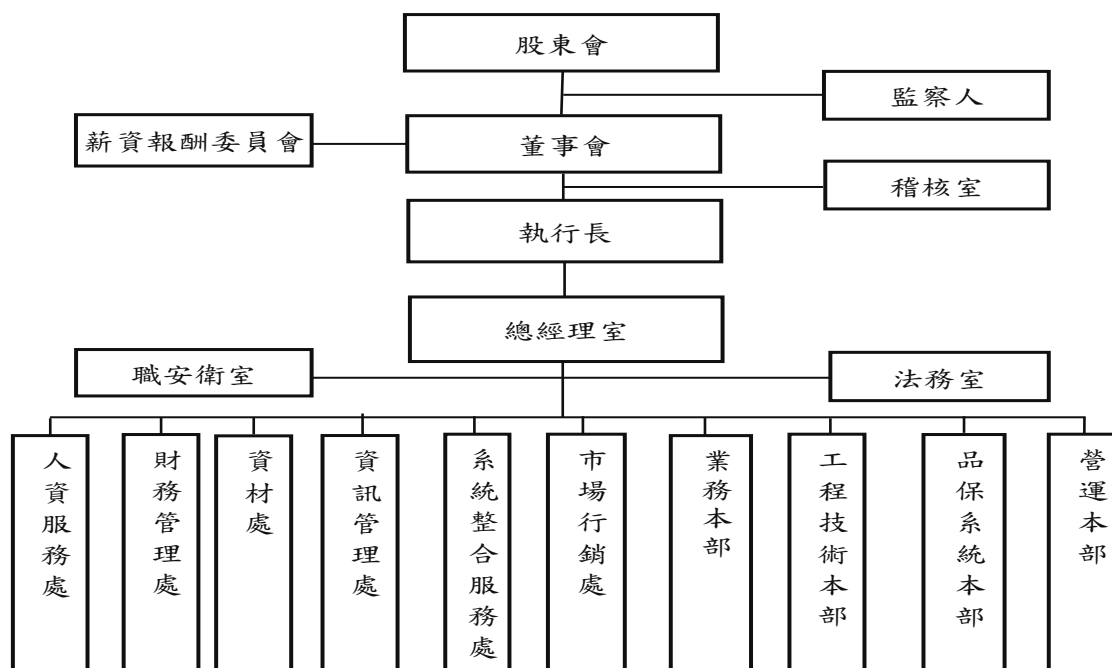 股東會
監察人
薪資報酬委員會
董事會
稽核室
執行長
總經理室
職安衛室
法務室
人資服務處
財務管理處
資材處
資訊管理處
系統整合服務處
市場行銷處
業務本部
工程技術本部
品保系統本部
營運本部